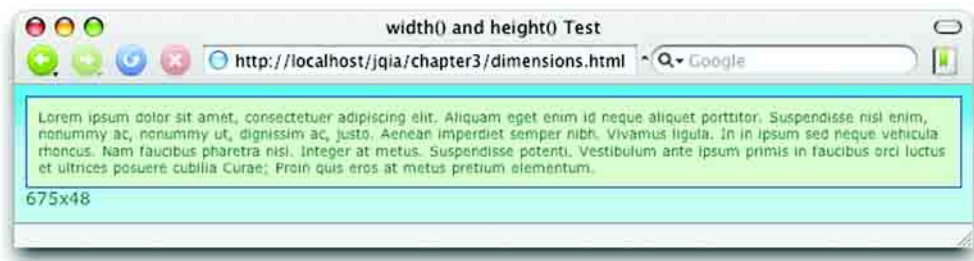 width() and height() Test
http://localhost/jqia/chapter3/dimensions.html
Google
Lorem ipsum dolor sit amet, consectetuer adipiscing elit. Aliquam eget enim id neque aliquet porttitor. Suspendisse nisl enim,
nonummy ac, nonummy ut, dignissim ac, justo. Aenean imperdiet semper nibh. Vivamus ligula. In in ipsum sed neque vehicula
rhoncus. Nam faucibus pharetra nisi. Integer at metus. Suspendisse potenti. Vestibulum ante ipsum primis in faucibus orci luctus
et ultrices posuere cubilia Curae; Proin quis eros at metus pretium elementum.
675x48